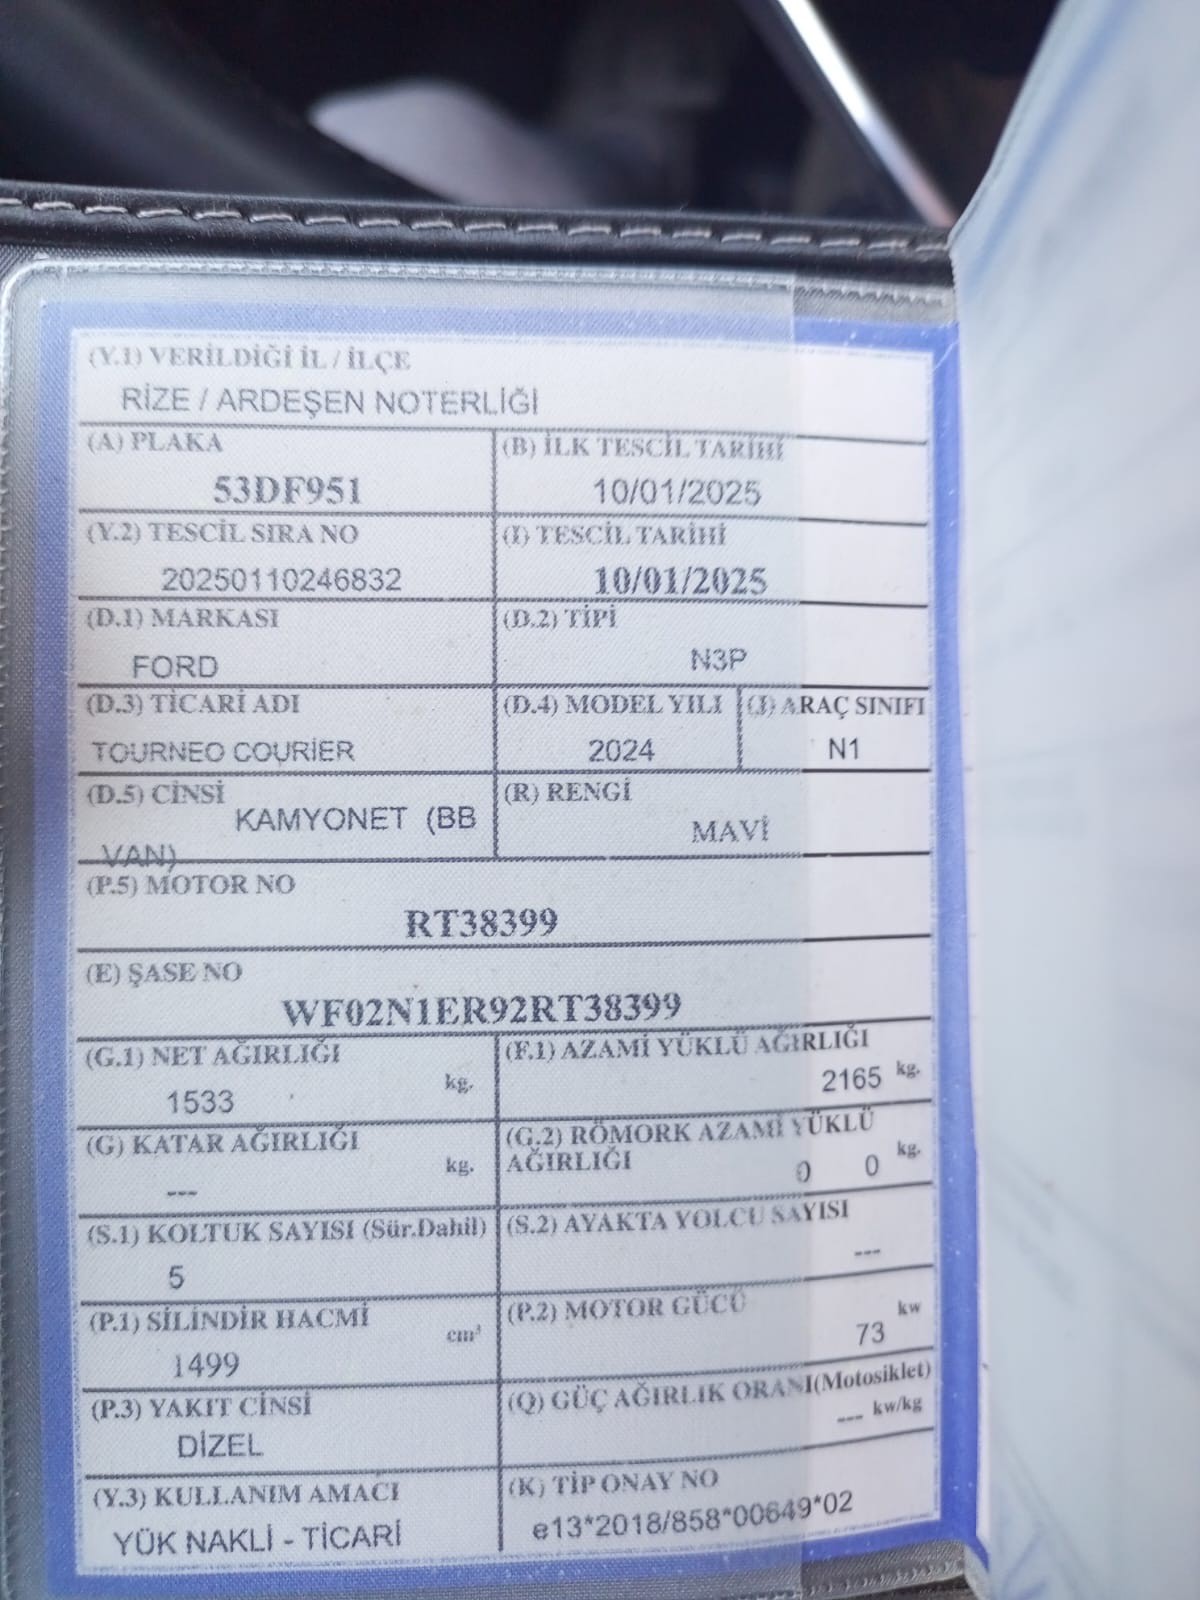 (Y.1) VERİLDİĞİ İL / İLÇE
RİZE / ARDEŞEN NOTERLİĞİ
(A) PLAKA
53DF951
(B) İLK TESCİL TARİHİ
10/01/2025
(Y.2) TESCİL SIRA NO
20250110246832
(I) TESCİL TARİHİ
10/01/2025
(D.1) MARKASI
FORD
(D.2) TİPİ
N3P
(D.3) TİCARİ ADI
TOURNEO COURİER
(D.4) MODEL YILI
2024
(J) ARAÇ SINIFI
N1
(D.5) CİNSİ
KAMYONET (BB
VAN)
(R) RENGİ
MAVİ
(P.5) MOTOR NO
RT38399
(E) ŞASE NO
WF02N1ER92RT38399
(G.1) NET AĞIRLIĞI
kg.
1533
(F.1) AZAMİ YÜKLÜ AĞIRLIĞI
2165 kg.
(G) KATAR AĞIRLIĞI
kg.
---
(G.2) RÖMORK AZAMİ YÜKLÜ
AĞIRLIĞI
0 0 kg.
(S.1) KOLTUK SAYISI (Sür.Dahil)
5
(S.2) AYAKTA YOLCU SAYISI
---
(P.1) SİLİNDİR HACMİ
cm³
1499
(P.2) MOTOR GÜCÜ
kw
73
(P.3) YAKIT CİNSİ
DİZEL
(Q) GÜÇ AĞIRLIK ORANI(Motosiklet)
--- kw/kg
(Y.3) KULLANIM AMACI
YÜK NAKLİ - TİCARİ
(K) TİP ONAY NO
e13*2018/858*00649*02